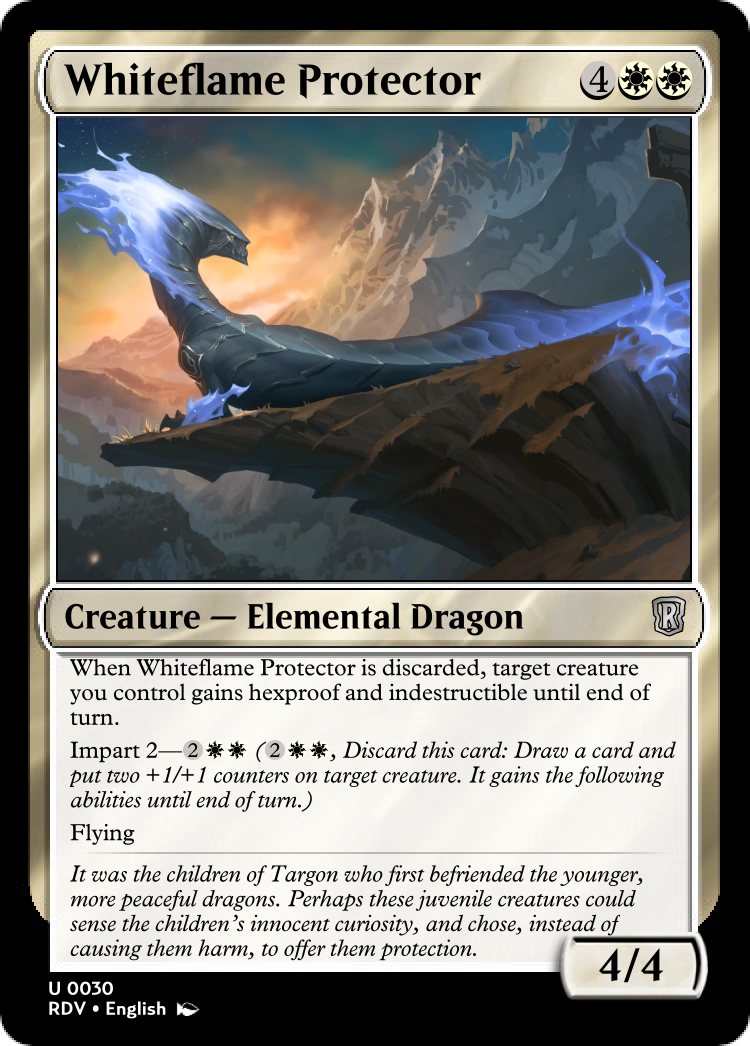 Whiteflame Protector 4
Creature — Elemental Dragon
R
When Whiteflame Protector is discarded, target creature
you control gains hexproof and indestructible until end of
turn.
Impart 2—2 (2, Discard this card: Draw a card and
put two +1/+1 counters on target creature. It gains the following
abilities until end of turn.)
Flying
It was the children of Targon who first befriended the younger,
more peaceful dragons. Perhaps these juvenile creatures could
sense the children's innocent curiosity, and chose, instead of
causing them harm, to offer them protection.
4/4
U 0030
RDV • English